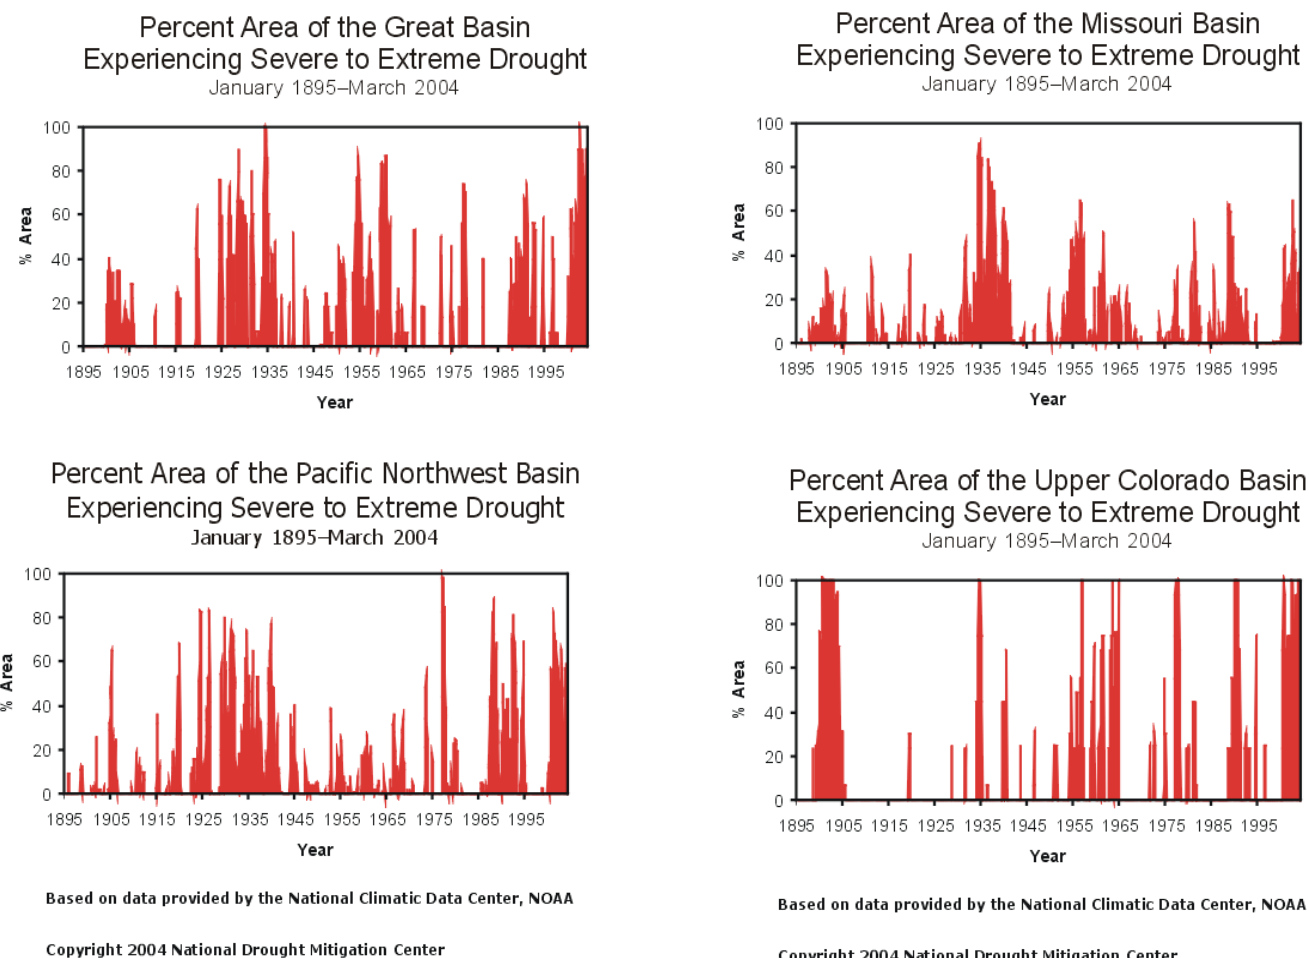 Percent Area of the Great Basin
Experiencing Severe to Extreme Drought
January 1895–March 2004
100
80
60
40
20
0
% Area
1895 1905 1915 1925 1935 1945 1955 1965 1975 1985 1995
Year
Percent Area of the Missouri Basin
Experiencing Severe to Extreme Drought
January 1895–March 2004
100
80
60
40
20
0
% Area
1895 1905 1915 1925 1935 1945 1955 1965 1975 1985 1995
Year
Percent Area of the Pacific Northwest Basin
Experiencing Severe to Extreme Drought
January 1895–March 2004
100
80
60
40
20
0
% Area
1895 1905 1915 1925 1935 1945 1955 1965 1975 1985 1995
Year
Based on data provided by the National Climatic Data Center, NOAA
Copyright 2004 National Drought Mitigation Center
Percent Area of the Upper Colorado Basin
Experiencing Severe to Extreme Drought
January 1895–March 2004
100
80
60
40
20
0
% Area
1895 1905 1915 1925 1935 1945 1955 1965 1975 1985 1995
Year
Based on data provided by the National Climatic Data Center, NOAA
Copyright 2004 National Drought Mitigation Center